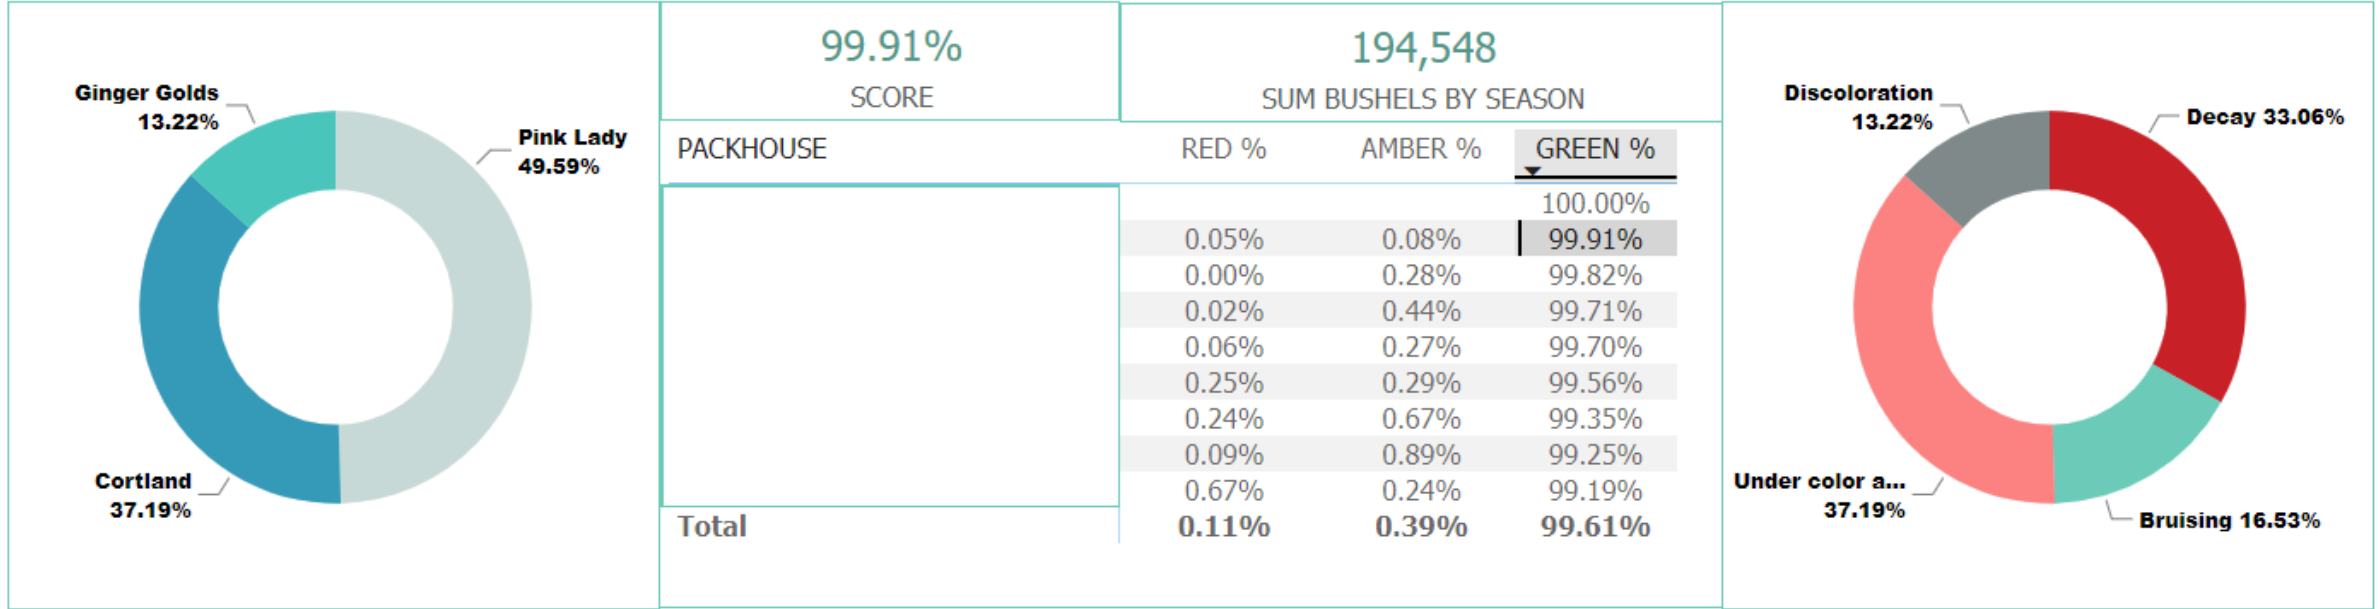 Ginger Golds
13.22%
Pink Lady
49.59%
Cortland
37.19%
99.91%
SCORE
194,548
SUM BUSHELS BY SEASON
PACKHOUSE RED % AMBER % GREEN %
100.00%
0.05% 0.08% 99.91%
0.00% 0.28% 99.82%
0.02% 0.44% 99.71%
0.06% 0.27% 99.70%
0.25% 0.29% 99.56%
0.24% 0.67% 99.35%
0.09% 0.89% 99.25%
0.67% 0.24% 99.19%
Total 0.11% 0.39% 99.61%
Discoloration
13.22%
Decay 33.06%
Under color a...
37.19%
Bruising 16.53%